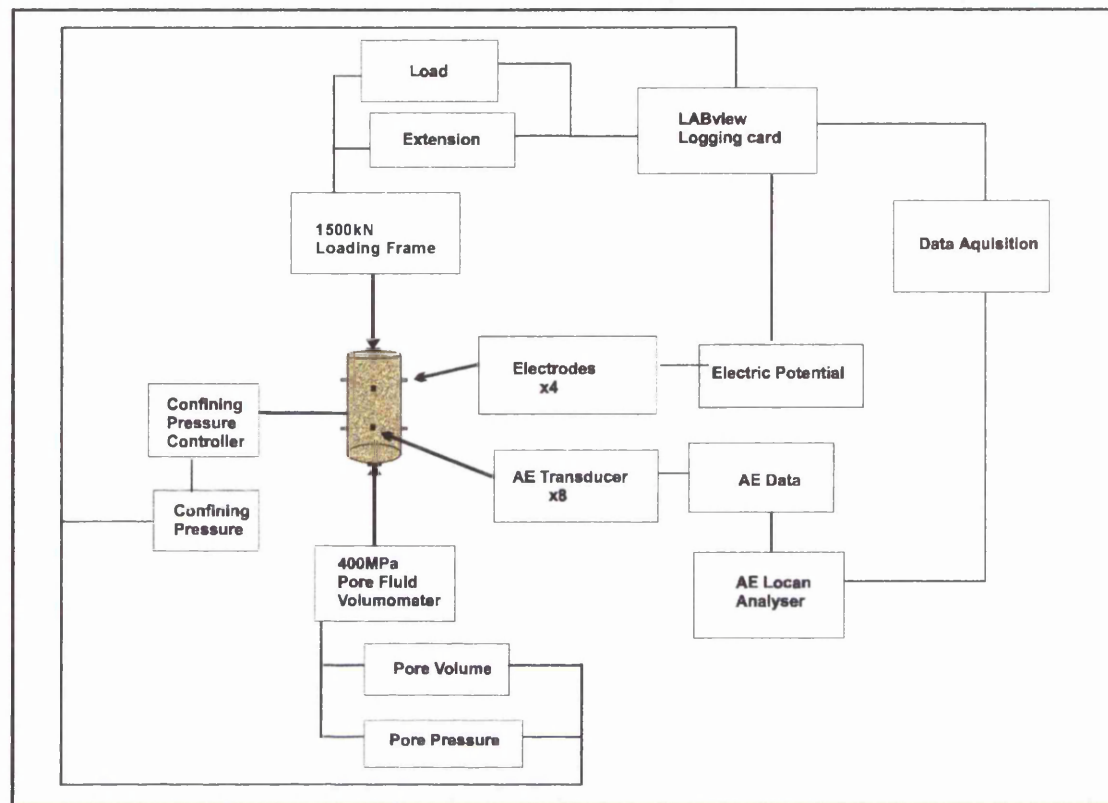 Load
Extension
LABview
Logging card
1500kN
Loading Frame
Data Aquisition
Electrodes
x4
Electric Potential
Confining
Pressure
Controller
AE Transducer
x8
AE Data
Confining
Pressure
400MPa
Pore Fluid
Volumometer
AE Locan
Analyser
Pore Volume
Pore Pressure